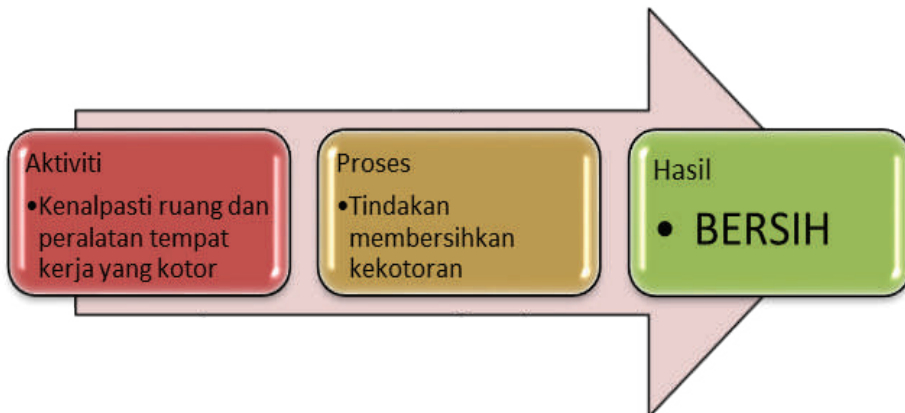 Aktiviti
•Kenalpasti ruang dan
peralatan tempat
kerja yang kotor
Proses
•Tindakan
membersihkan
kekotoran
Hasil
• BERSIH